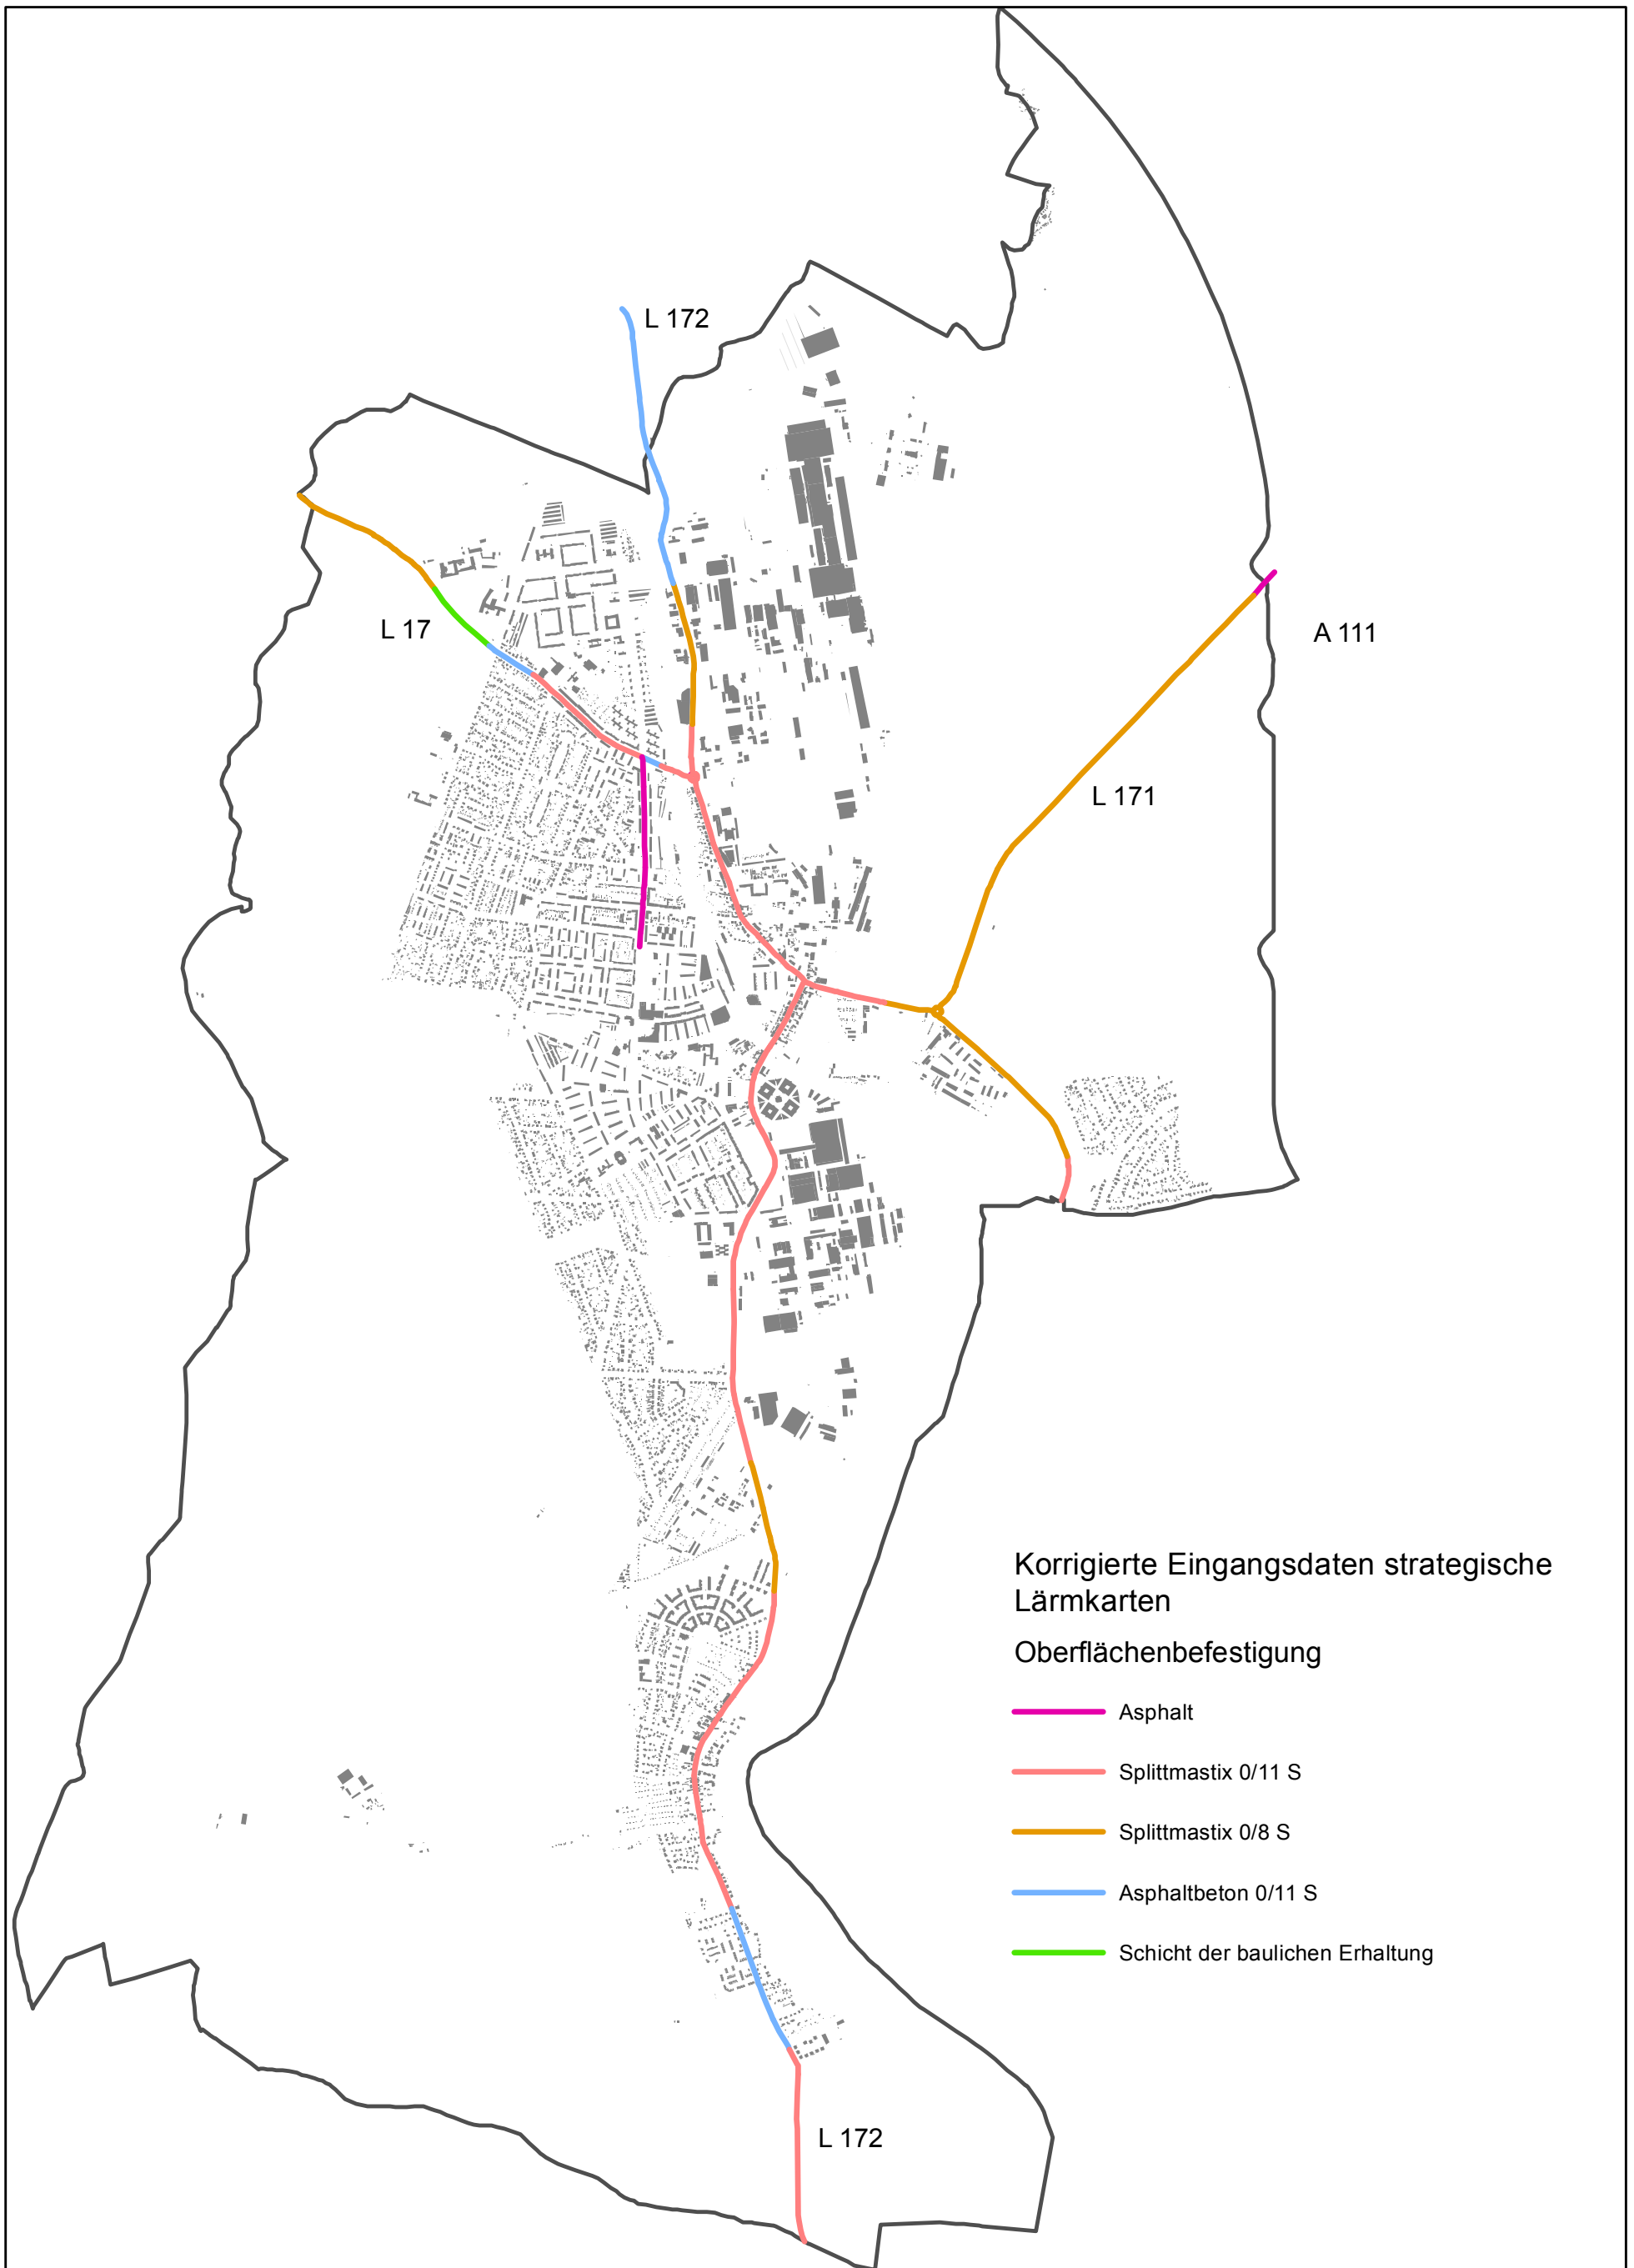 L 172
L 17
A 111
L 171
Korrigierte Eingangsdaten strategische
Lärmkarten
Oberflächenbefestigung
Asphalt
Splittmastix 0/11 S
Splittmastix 0/8 S
Asphaltbeton 0/11 S
Schicht der baulichen Erhaltung
L 172